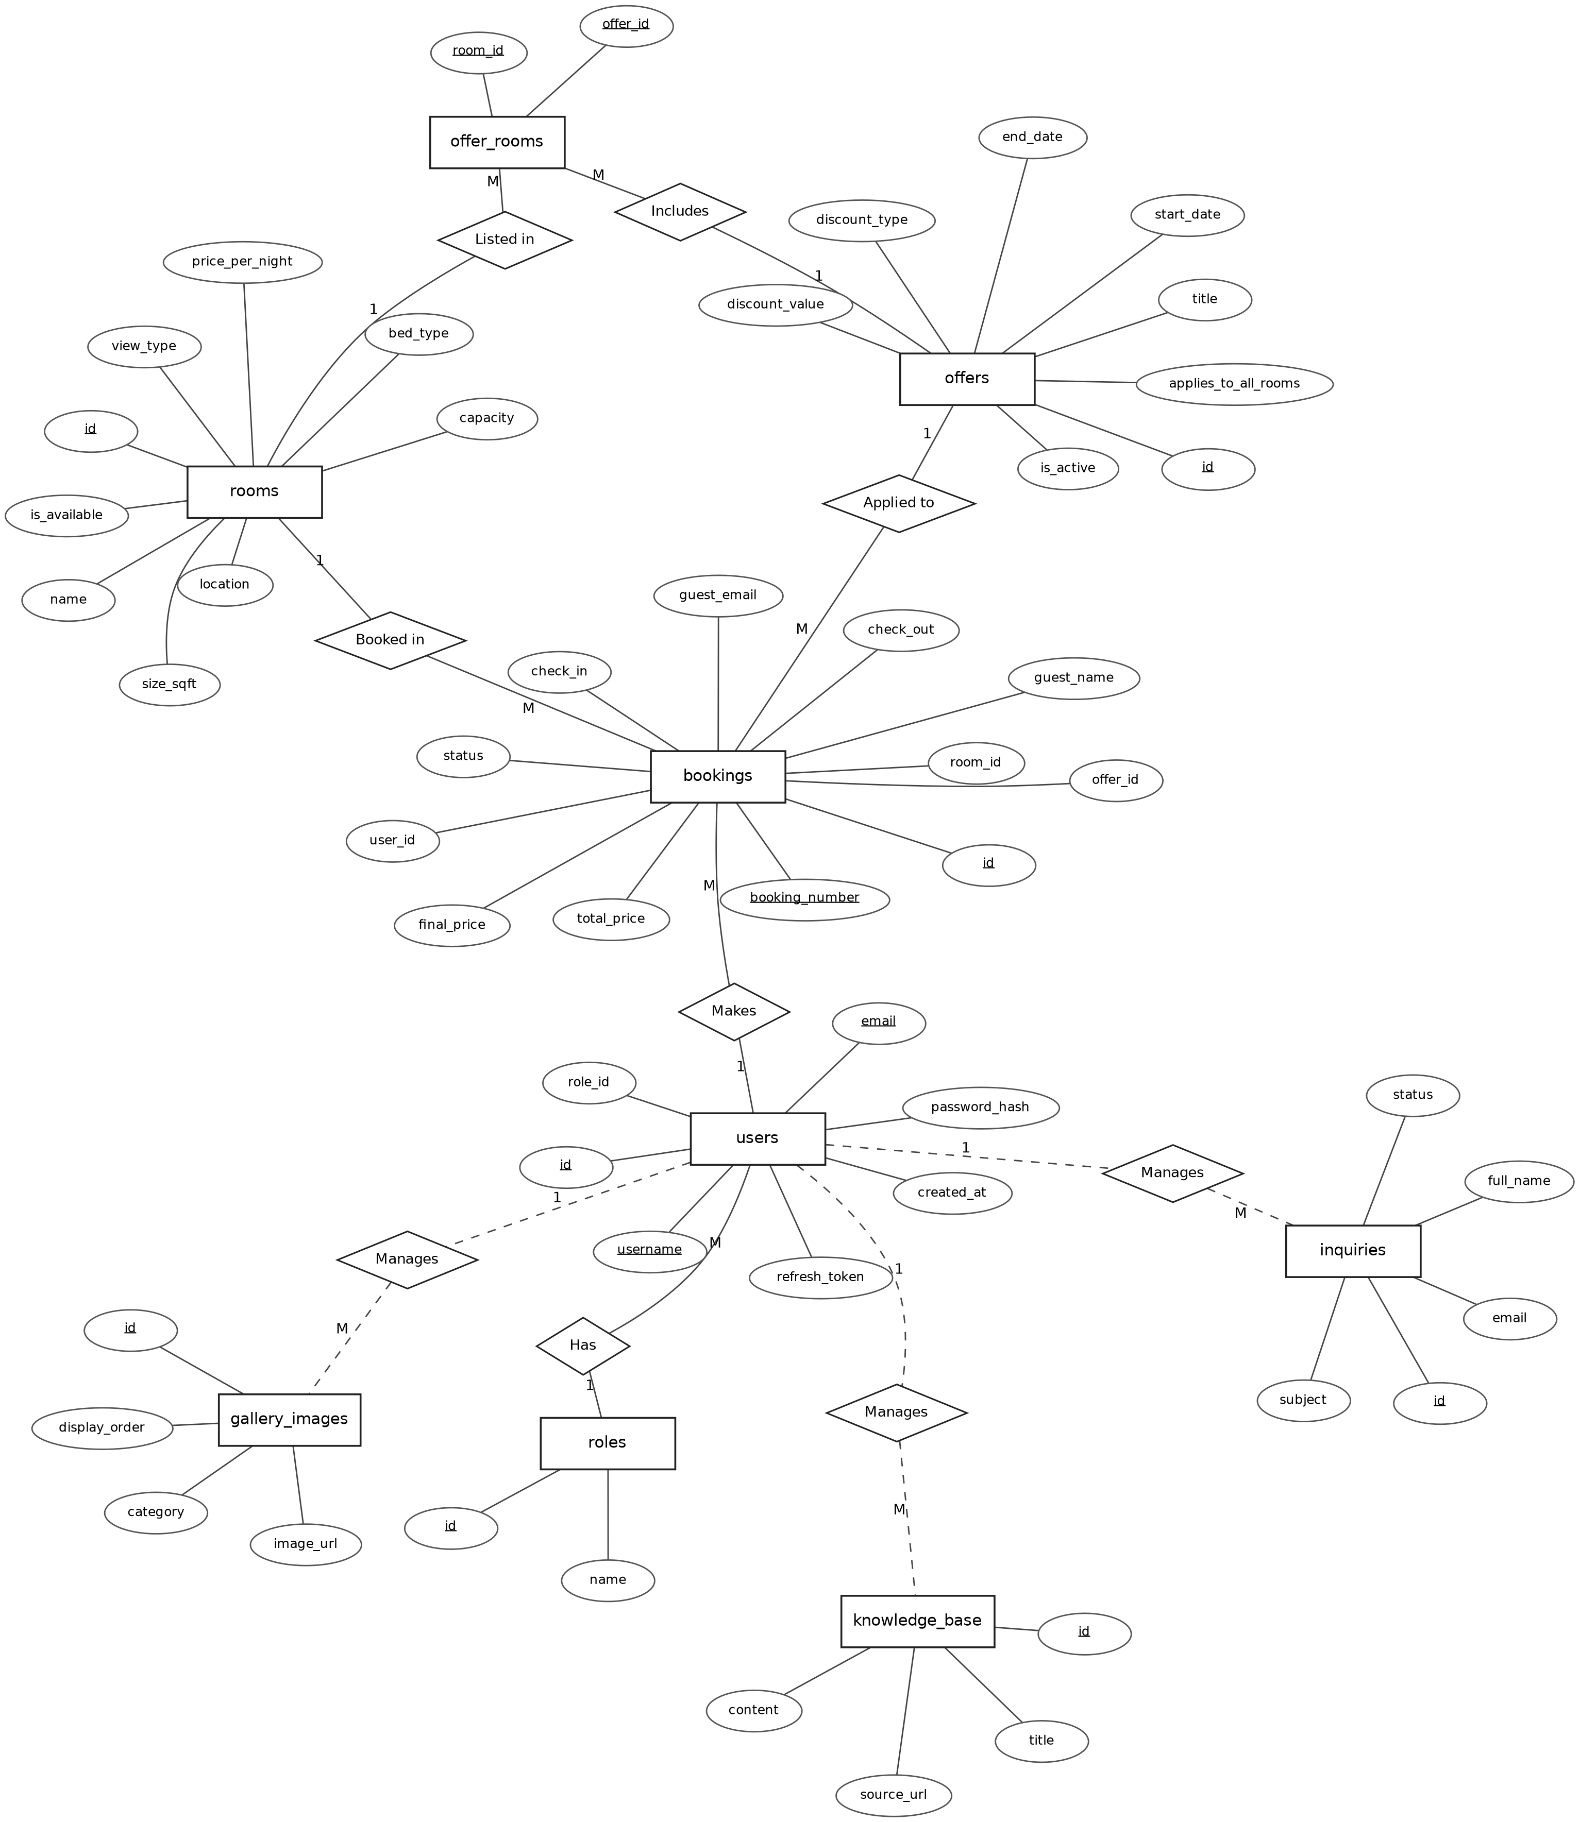 offer_id
room_id
offer_rooms
end_date
M
M
Includes
discount_type
start_date
Listed in
price_per_night
1
discount_value
title
1
bed_type
view_type
offers
applies_to_all_rooms
capacity
id
1
is_active
id
rooms
Applied to
is_available
1
location
guest_email
name
M
check_out
Booked in
check_in
guest_name
size_sqft
M
status
room_id
bookings
offer_id
user_id
id
M
booking_number
final_price
total_price
Makes
email
1
role_id
status
password_hash
users
1
id
Manages
full_name
created_at
1
M
username
M
inquiries
Manages
1
refresh_token
id
M
email
Has
1
subject
id
Manages
gallery_images
display_order
roles
category
M
id
image_url
name
knowledge_base
id
content
title
source_url